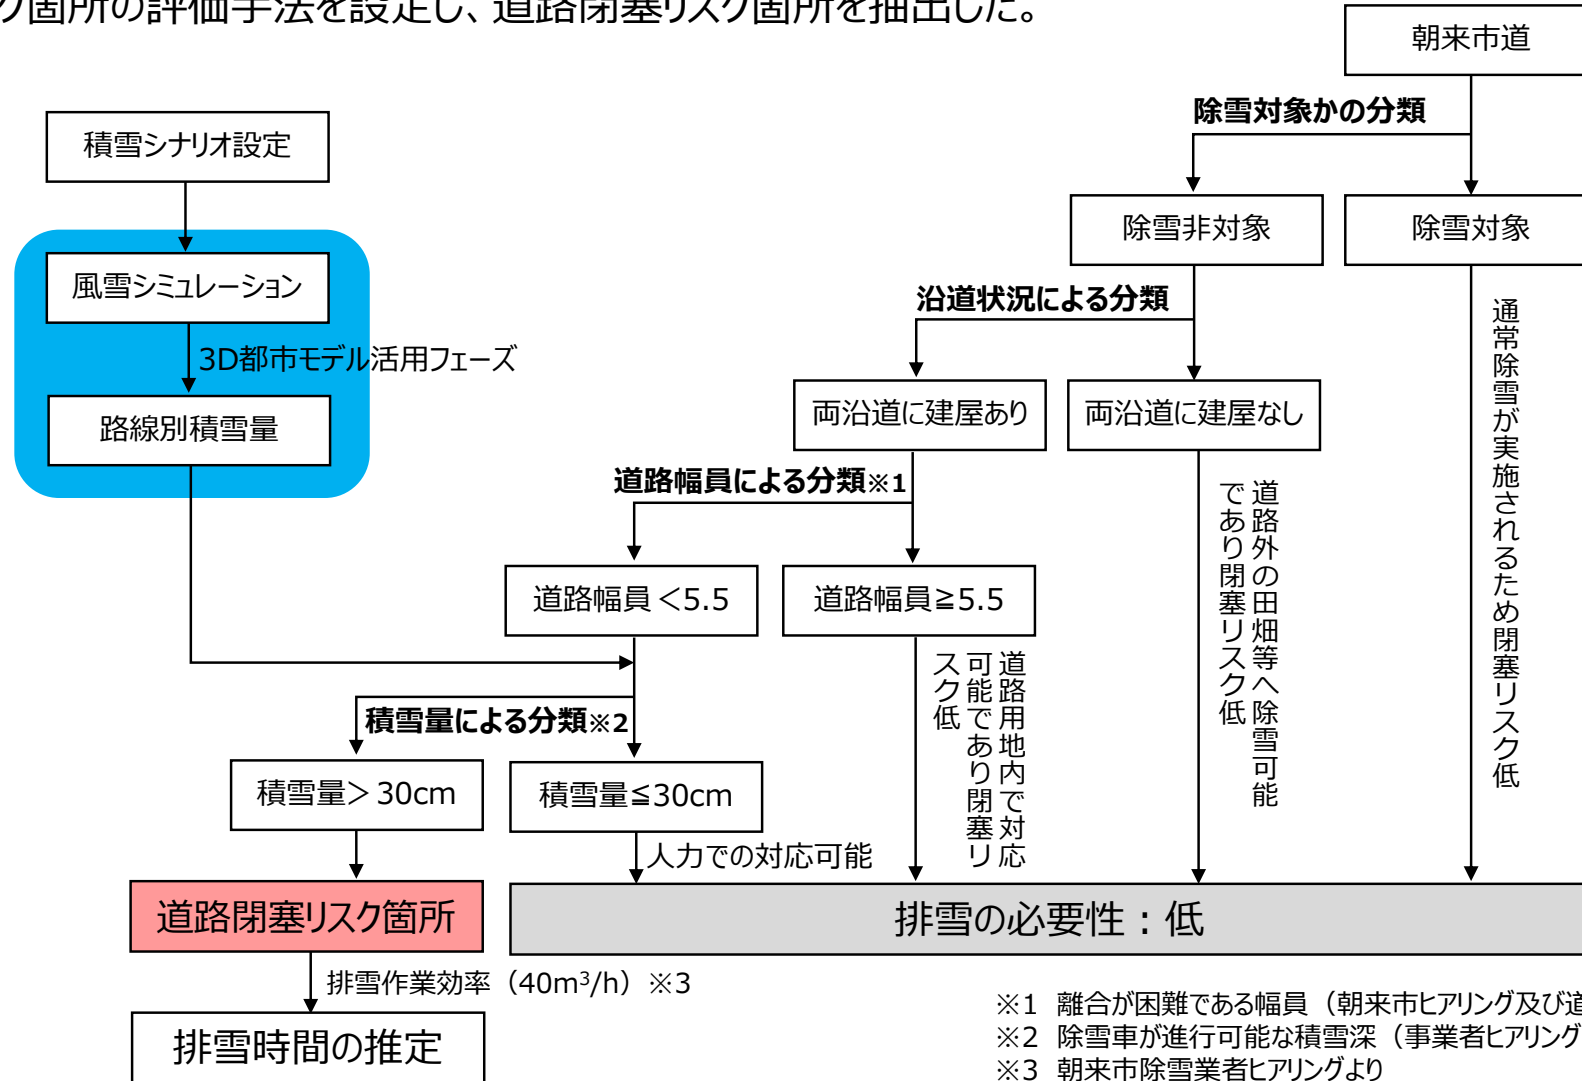 ク箇所の評価手法を設定し、道路閉塞リスク箇所を抽出した。
朝来市道
除雪対象かの分類
積雪シナリオ設定
除雪非対象
除雪対象
風雪シミュレーション
沿道状況による分類
3D都市モデル活用フェーズ
路線別積雪量
両沿道に建屋あり
両沿道に建屋なし
通常除雪が実施されるため閉塞リスク低
道路幅員による分類※1
道路外の田畑等へ除雪可能
であり閉塞リスク低
道路幅員＜5.5
道路幅員≧5.5
道路用地内で対応
可能であり閉塞リ
スク低
積雪量による分類※2
積雪量＞30cm
積雪量≦30cm
人力での対応可能
道路閉塞リスク箇所
排雪の必要性：低
排雪作業効率（40m³/h）※3
排雪時間の推定
※1 離合が困難である幅員（朝来市ヒアリング及び道
※2 除雪車が進行可能な積雪深（事業者ヒアリング
※3 朝来市除雪業者ヒアリングより